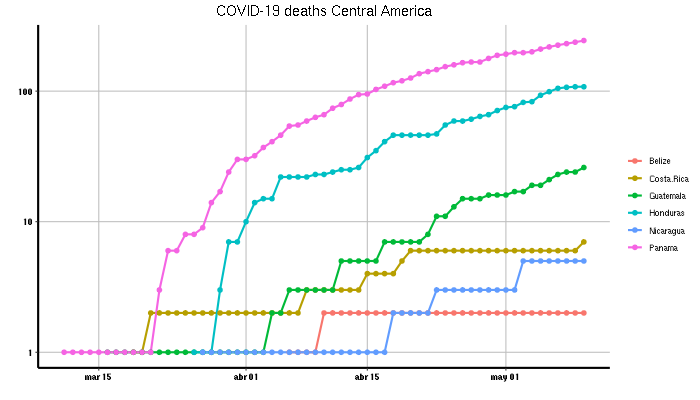 COVID-19 deaths Central America
100
10
1
mar 15
abr 01
abr 15
may 01
Belize
Costa.Rica
Guatemala
Honduras
Nicaragua
Panama